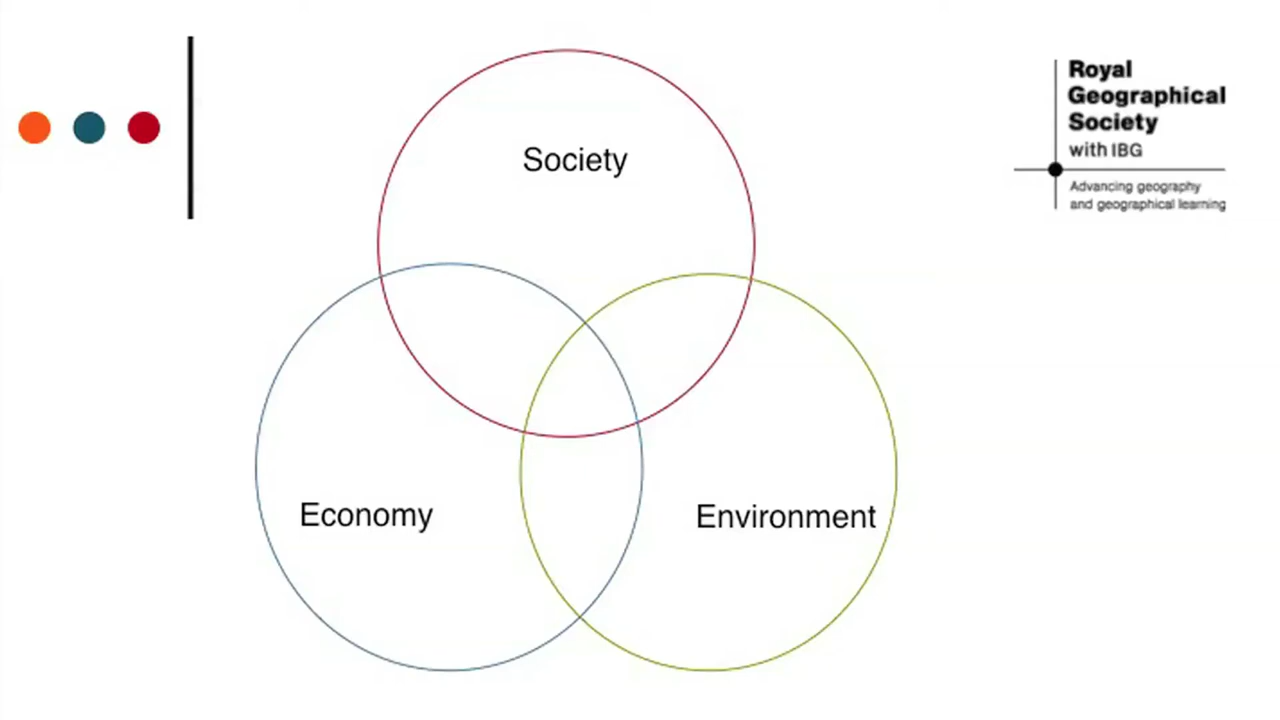 Royal
Geographical
Society
with IBG
Advancing geography
and geographical learning
Society
Economy
Environment